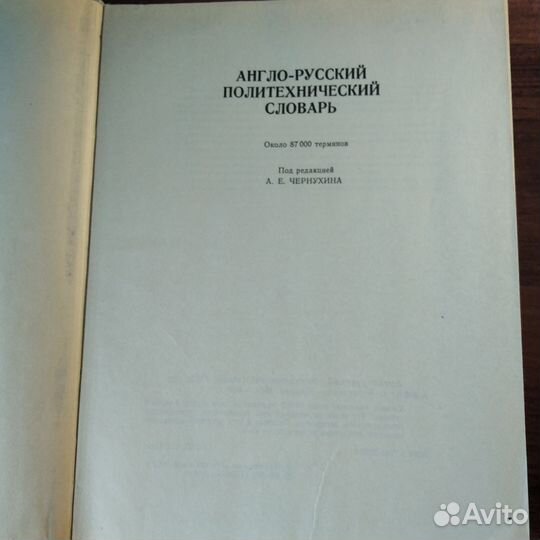 АНГЛО-РУССКИЙ
ПОЛИТЕХНИЧЕСКИЙ
СЛОВАРЬ
Около 87 000 терминов
Под редакцией
А. Е. ЧЕРНУХИНА
Avito